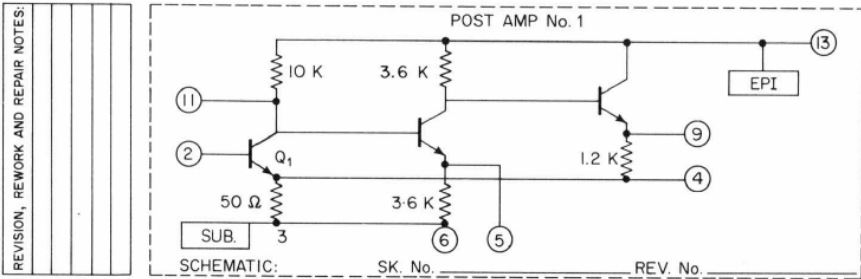 REVISION, REWORK AND REPAIR NOTES:
POST AMP No. 1
13
10 K
3.6 K
EPI
11
2
Q1
9
1.2 K
4
50 Ω
3·6 K
SUB.
3
6
5
SCHEMATIC:
SK. No.
REV. No.